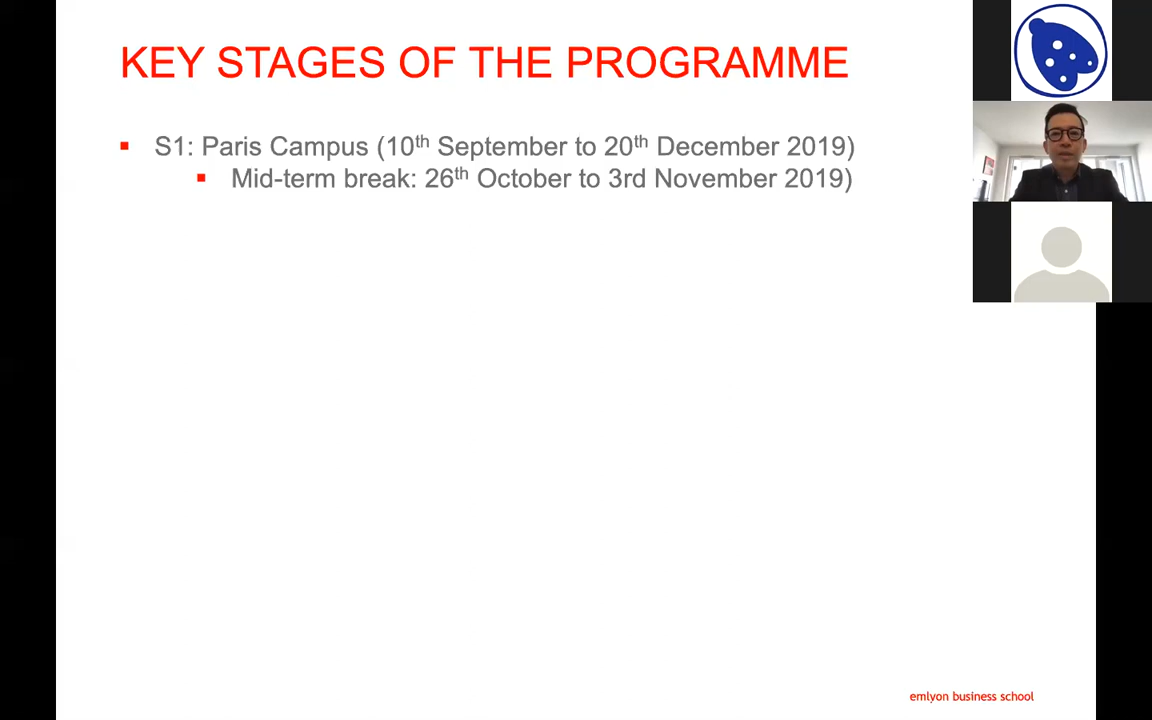 KEY STAGES OF THE PROGRAMME
S1: Paris Campus (10th September to 20th December 2019)
Mid-term break: 26th October to 3rd November 2019)
emlyon business school